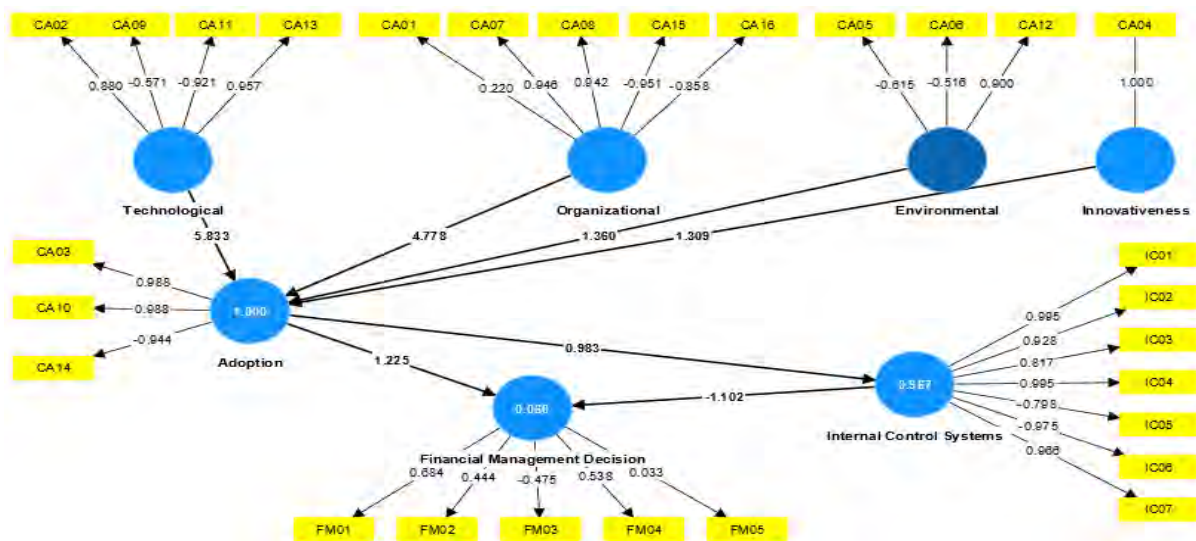 CA02 CA09 CA11 CA13 CA01 CA07 CA08 CA15 CA16 CA05 CA06 CA12 CA04
0.880 -0.571 -0.921 0.957 0.220 0.946 0.942 -0.951 -0.858 -0.615 -0.516 0.900 1.000
Technological Organizational Environmental Innovativeness
5.833 4.778 1.360 1.309
CA03
0.988
CA10
0.988
CA14
-0.944
1.000
Adoption
1.225
0.983
-1.102
Internal Control Systems
IC01
0.995
IC02
0.928
IC03
0.817
IC04
0.995
IC05
-0.798
IC06
-0.975
IC07
0.966
Financial Management Decision
0.684 0.444 -0.475 0.538 0.033
FM01 FM02 FM03 FM04 FM05